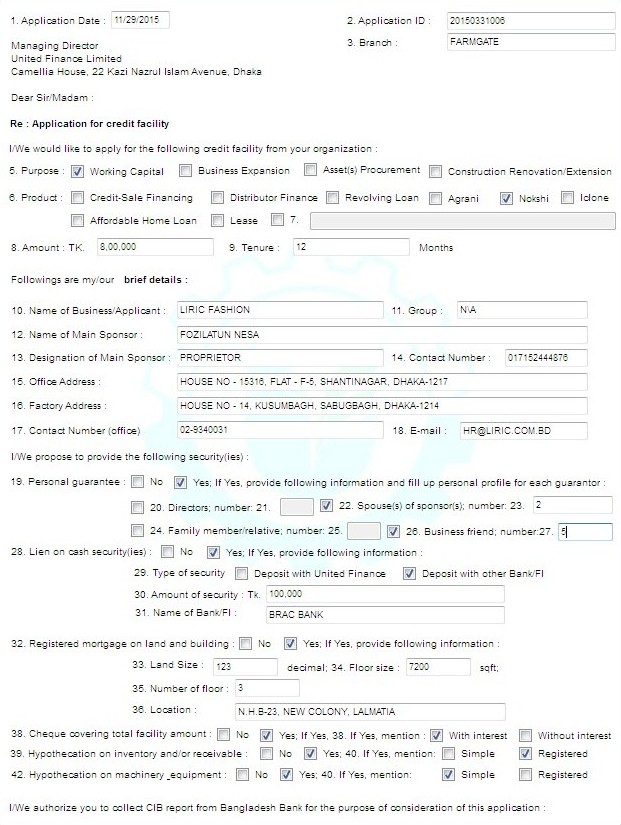 1. Application Date : 11/29/2015 2. Application ID : 20150331006
3. Branch : FARMGATE
Managing Director
United Finance Limited
Camellia House, 22 Kazi Nazrul Islam Avenue, Dhaka
Dear Sir/Madam :
Re : Application for credit facility
I/We would like to apply for the following credit facility from your organization :
5. Purpose : Working Capital Business Expansion Asset(s) Procurement Construction Renovation/Extension
6. Product : Credit-Sale Financing Distributor Finance Revolving Loan Agrani Nokshi Iclone
Affordable Home Loan Lease 7.
8. Amount : TK. 8,00,000 9. Tenure : 12 Months
Followings are my/our brief details :
10. Name of Business/Applicant : LIRIC FASHION 11. Group : N\A
12. Name of Main Sponsor : FOZILATUN NESA
13. Designation of Main Sponsor : PROPRIETOR 14. Contact Number : 017152444876
15. Office Address : HOUSE NO - 15316, FLAT - F-5, SHANTINAGAR, DHAKA-1217
16. Factory Address : HOUSE NO - 14, KUSUMBAGH, SABUGBAGH, DHAKA-1214
17. Contact Number (office) 02-9340031 18. E-mail : HR@LIRIC.COM.BD
I/We propose to provide the following security(ies) :
19. Personal guarantee : No Yes; If Yes, provide following information and fill up personal profile for each guarantor :
20. Directors; number: 21. 22. Spouse(s) of sponsor(s); number: 23. 2
24. Family member/relative; number: 25. 26. Business friend; number:27. 5
28. Lien on cash security(ies) : No Yes; If Yes, provide following information :
29. Type of security Deposit with United Finance Deposit with other Bank/FI
30. Amount of security : Tk. 100,000
31. Name of Bank/FI : BRAC BANK
32. Registered mortgage on land and building : No Yes; If Yes, provide following information :
33. Land Size : 123 decimal; 34. Floor size : 7200 sqft;
35. Number of floor : 3
36. Location : N.H.B-23, NEW COLONY, LALMATIA
38. Cheque covering total facility amount : No Yes; If Yes, 38. If Yes, mention : With interest Without interest
39. Hypothecation on inventory and/or receivable : No Yes; 40. If Yes, mention: Simple Registered
42. Hypothecation on machinery_equipment : No Yes; 40. If Yes, mention: Simple Registered
I/We authorize you to collect CIB report from Bangladesh Bank for the purpose of consideration of this application :